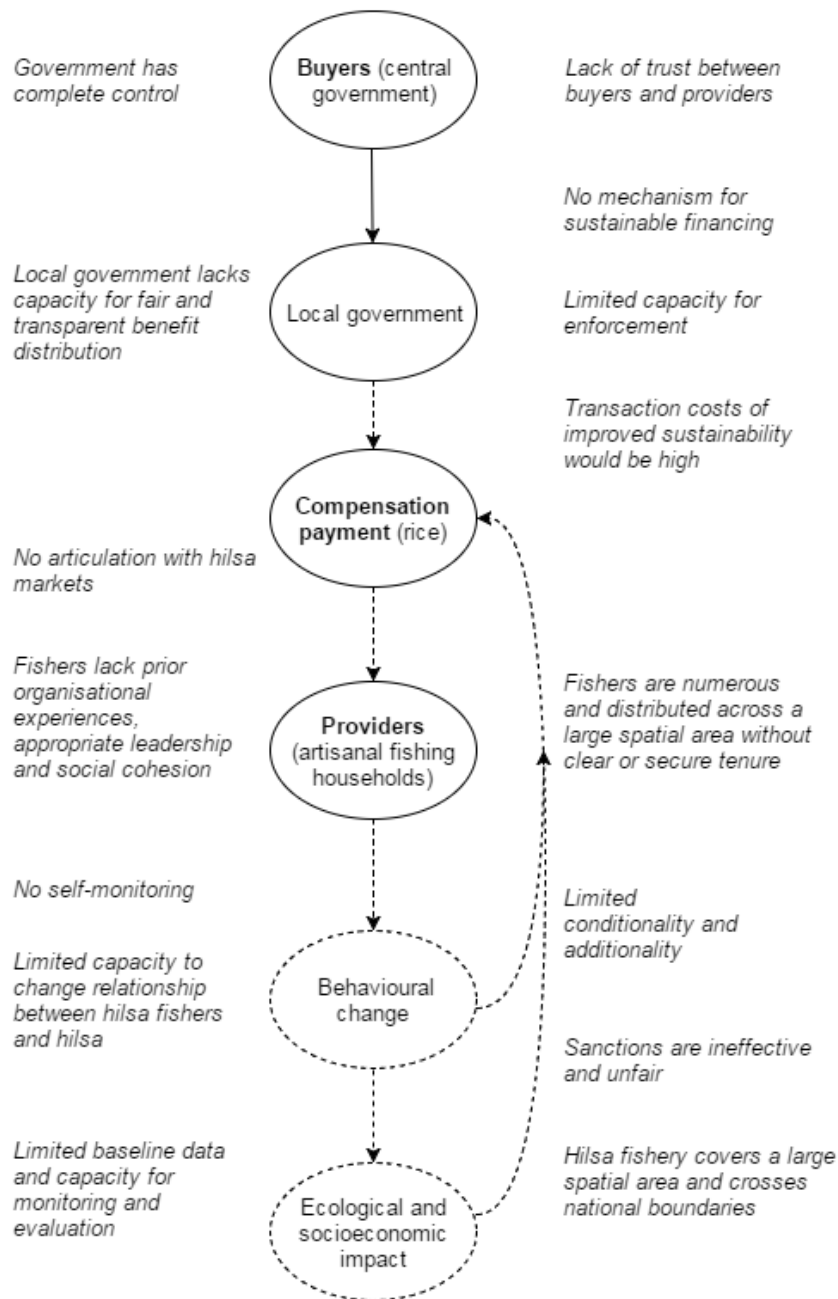 Government has
complete control
Buyers (central
government)
Lack of trust between
buyers and providers
No mechanism for
sustainable financing
Local government lacks
capacity for fair and
transparent benefit
distribution
Local government
Limited capacity for
enforcement
Transaction costs of
improved sustainability
would be high
Compensation
payment (rice)
No articulation with hilsa
markets
Fishers lack prior
organisational
experiences,
appropriate leadership
and social cohesion
Providers
(artisanal fishing
households)
Fishers are numerous
and distributed across a
large spatial area without
clear or secure tenure
No self-monitoring
Limited
conditionality and
additionality
Limited capacity to
change relationship
between hilsa fishers
and hilsa
Behavioural
change
Sanctions are ineffective
and unfair
Limited baseline data
and capacity for
monitoring and
evaluation
Ecological and
socioeconomic
impact
Hilsa fishery covers a large
spatial area and crosses
national boundaries